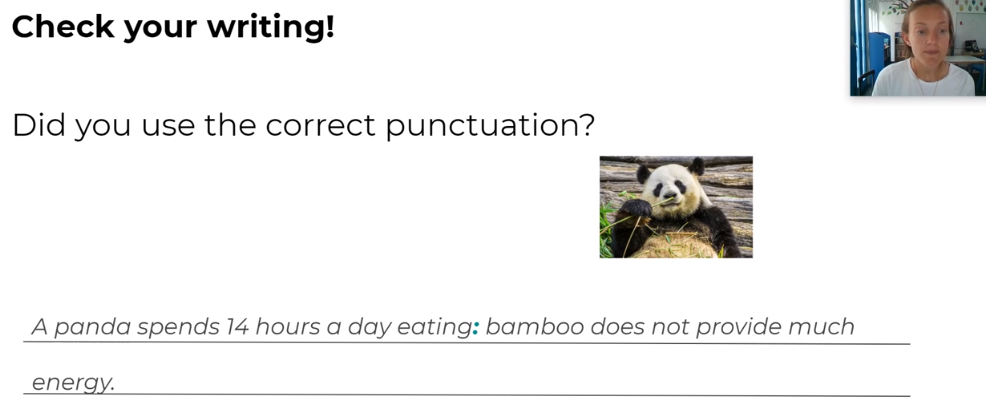 Check your writing!
Did you use the correct punctuation?
A panda spends 14 hours a day eating: bamboo does not provide much
energy.